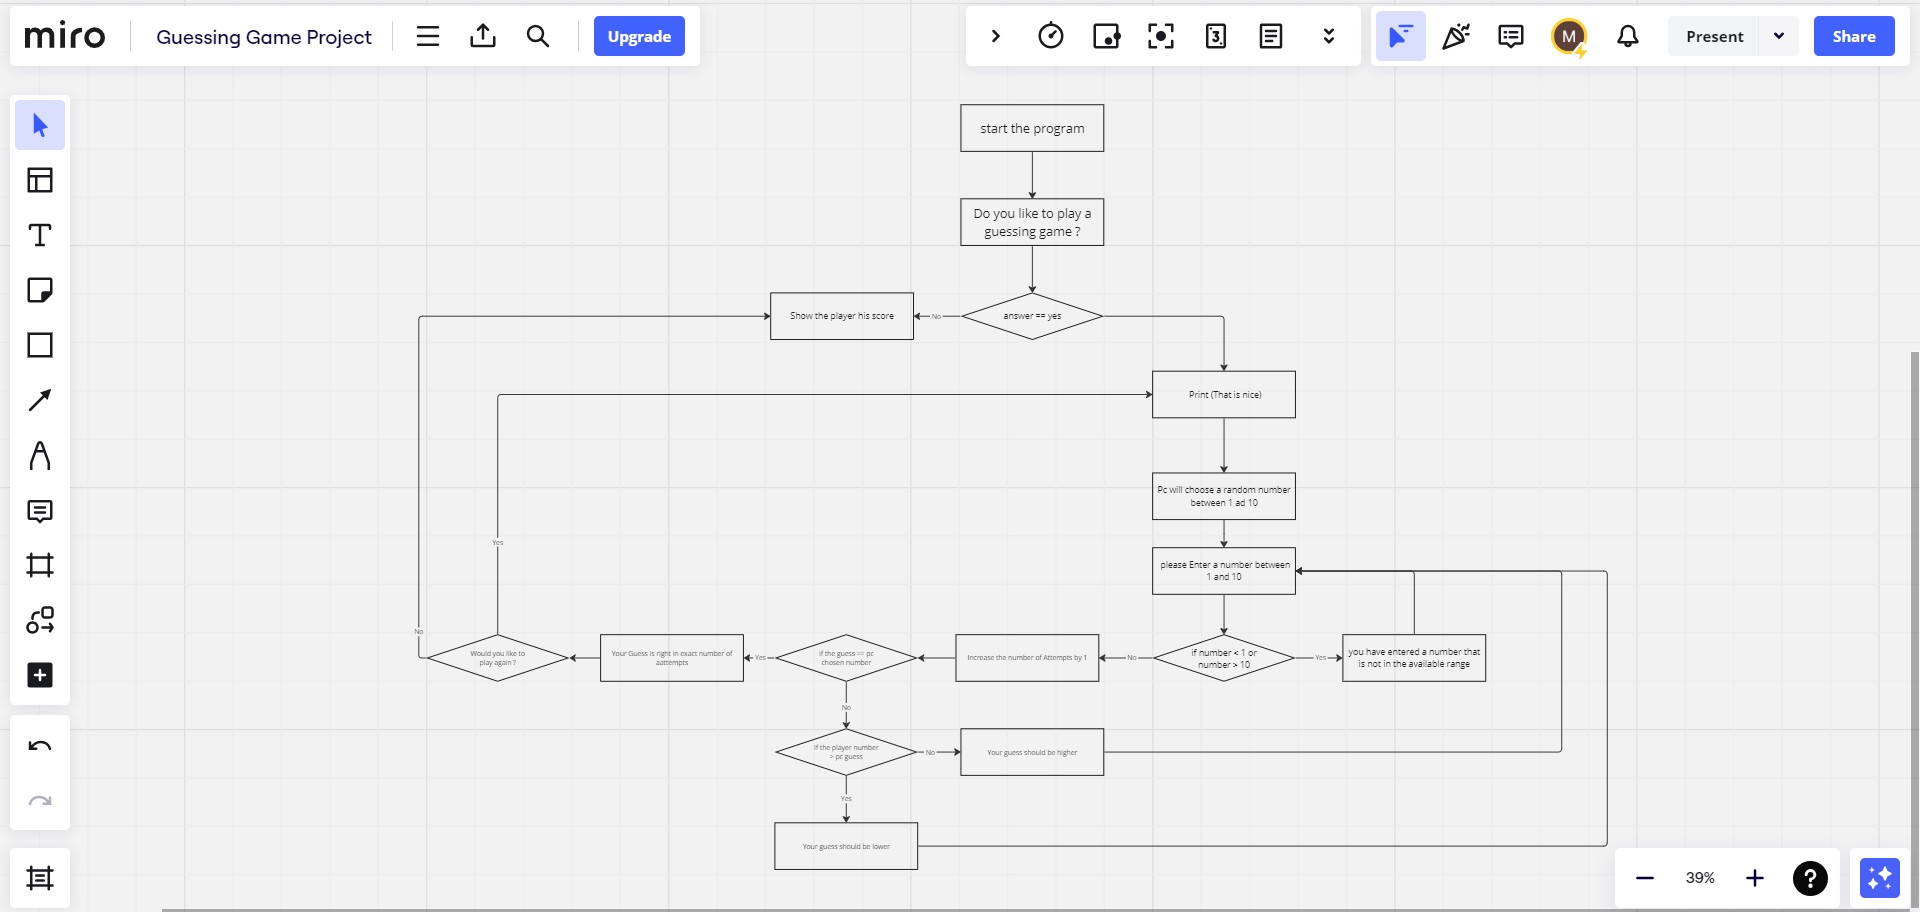 miro
Guessing Game Project
Upgrade
3
M
Present
Share
start the program
Do you like to play a
guessing game ?
Show the player his score
No
answer == yes
Print (That is nice)
Pc will choose a random number
between 1 ad 10
Yes
please Enter a number between
1 and 10
No
Would you like to
play again ?
Your Guess is right in exact number of
aattempts
Yes
if the guess == pc
chosen number
Increase the number of Attempts by 1
No
if number < 1 or
number > 10
Yes
you have entered a number that
is not in the available range
No
if the player number
> pc guess
No
Your guess should be higher
Yes
Your guess should be lower
39%
?